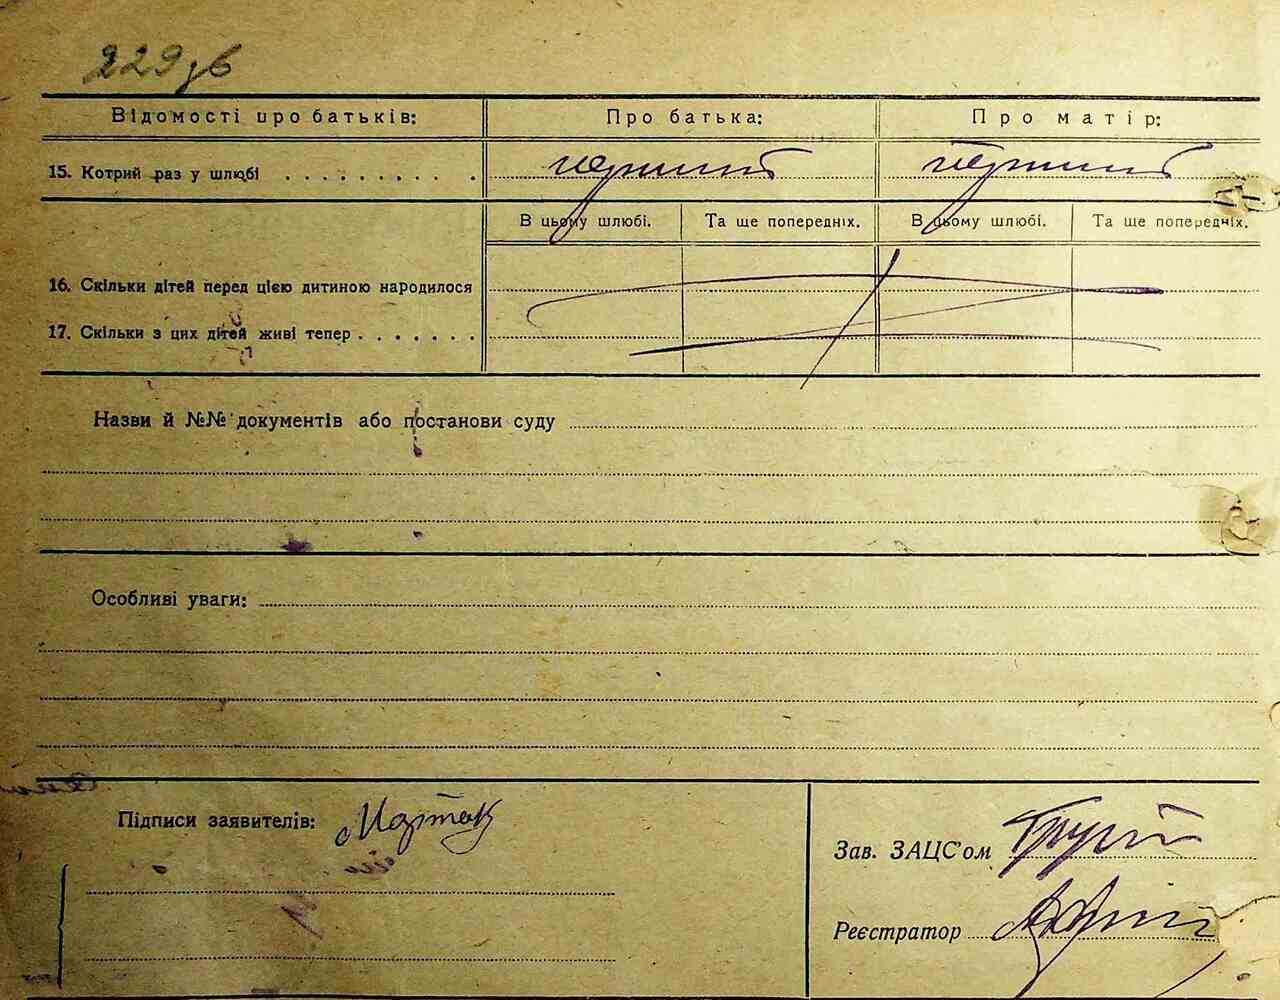 229 зв
Відомості про батьків: Про батька: Про матір:
15. Котрий раз у шлюбі . . . . . . . . . . перший перший
В цьому шлюбі. Та ще попередніх. В цьому шлюбі. Та ще попередніх.
16. Скільки дітей перед цією дитиною народилося
17. Скільки з цих дітей живі тепер . . . . . . .
Назви й №№ документів або постанови суду
Особливі уваги:
Підписи заявителів:
Зав. ЗАЦС'ом
Реєстратор